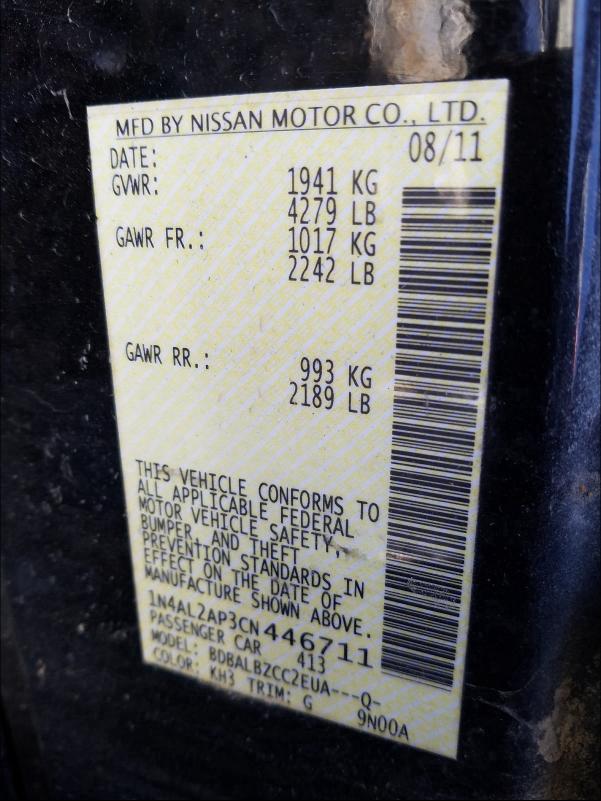 MFD BY NISSAN MOTOR CO., LTD.
DATE: 08/11
GVWR: 1941 KG
4279 LB
GAWR FR.: 1017 KG
2242 LB
GAWR RR.: 993 KG
2189 LB
THIS VEHICLE CONFORMS TO
ALL APPLICABLE FEDERAL
MOTOR VEHICLE SAFETY,
BUMPER, AND THEFT
PREVENTION STANDARDS IN
EFFECT ON THE DATE OF
MANUFACTURE SHOWN ABOVE.
1N4AL2AP3CN446711
PASSENGER CAR 413
MODEL: BDBALBZCC2EUA---Q-
COLOR: KH3 TRIM: G 9N00A